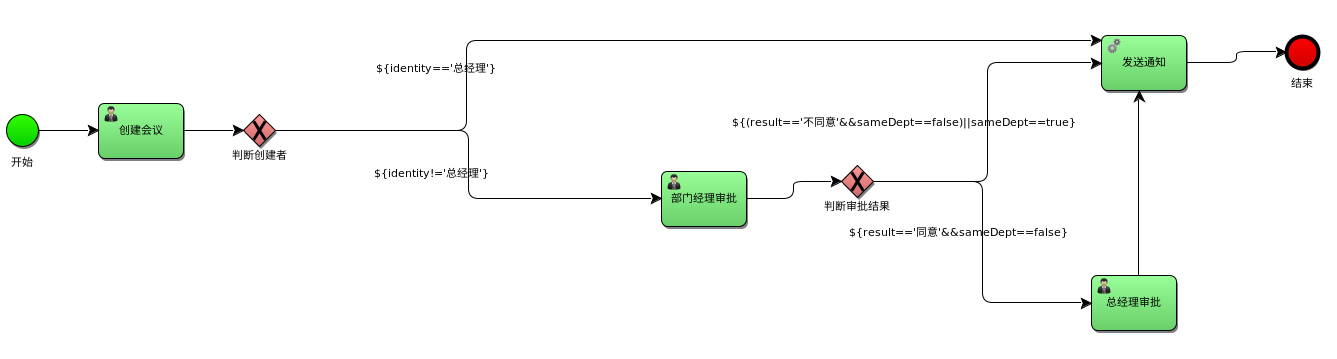 开始
创建会议
判断创建者
${identity=='总经理'}
${identity!='总经理'}
部门经理审批
判断审批结果
${(result=='不同意'&&sameDept==false)||sameDept==true}
${result=='同意'&&sameDept==false}
总经理审批
发送通知
结束